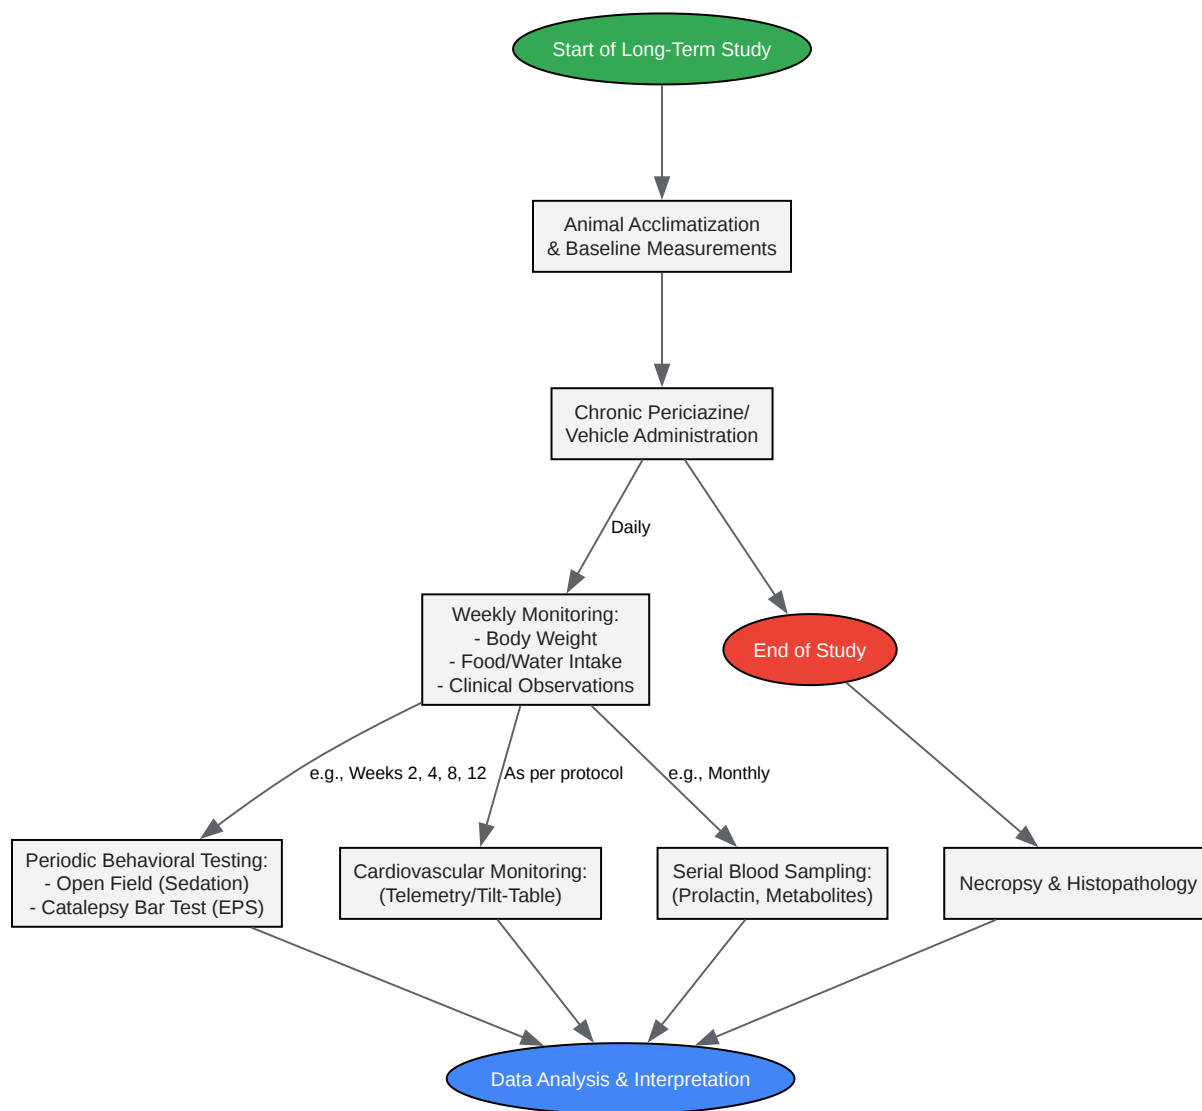 Start of Long-Term Study
Animal Acclimatization
& Baseline Measurements
Chronic Periciazine/
Vehicle Administration
Daily
Weekly Monitoring:
- Body Weight
- Food/Water Intake
- Clinical Observations
End of Study
e.g., Weeks 2, 4, 8, 12
As per protocol
e.g., Monthly
Periodic Behavioral Testing:
- Open Field (Sedation)
- Catalepsy Bar Test (EPS)
Cardiovascular Monitoring:
(Telemetry/Tilt-Table)
Serial Blood Sampling:
(Prolactin, Metabolites)
Necropsy & Histopathology
Data Analysis & Interpretation